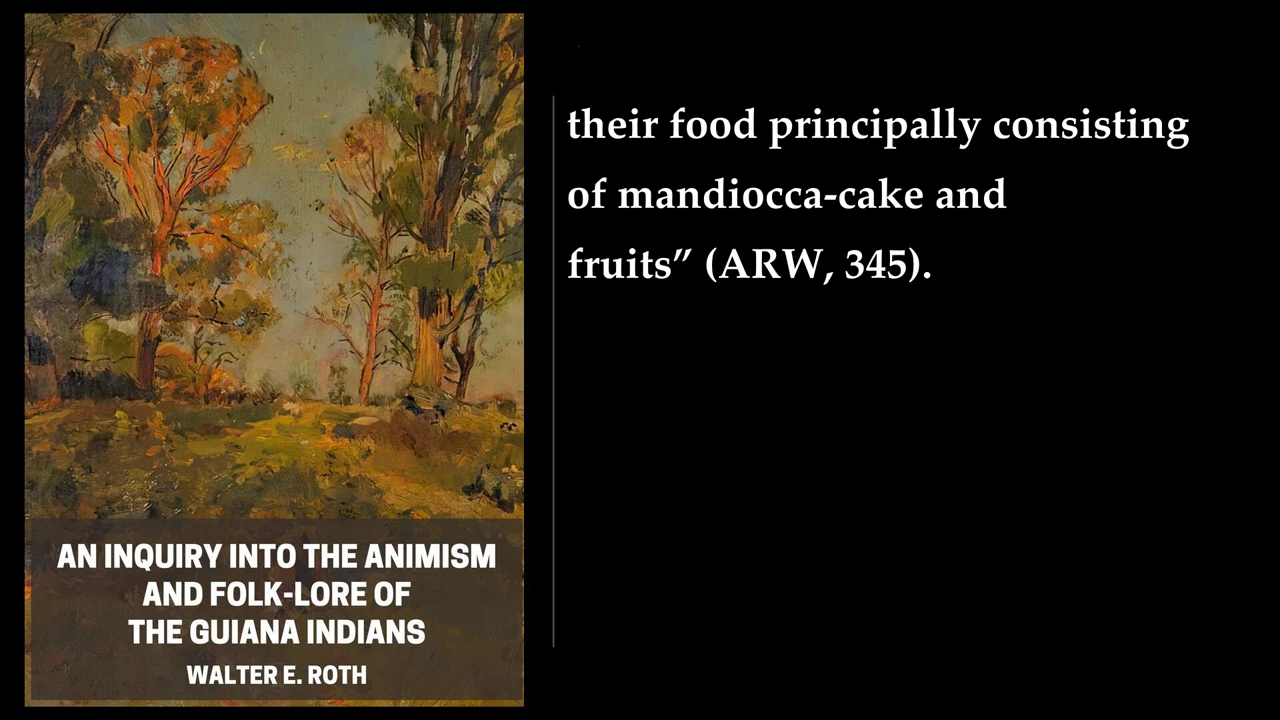 their food principally consisting
of mandiocca-cake and
fruits” (ARW, 345).
AN INQUIRY INTO THE ANIMISM
AND FOLK-LORE OF
THE GUIANA INDIANS
WALTER E. ROTH